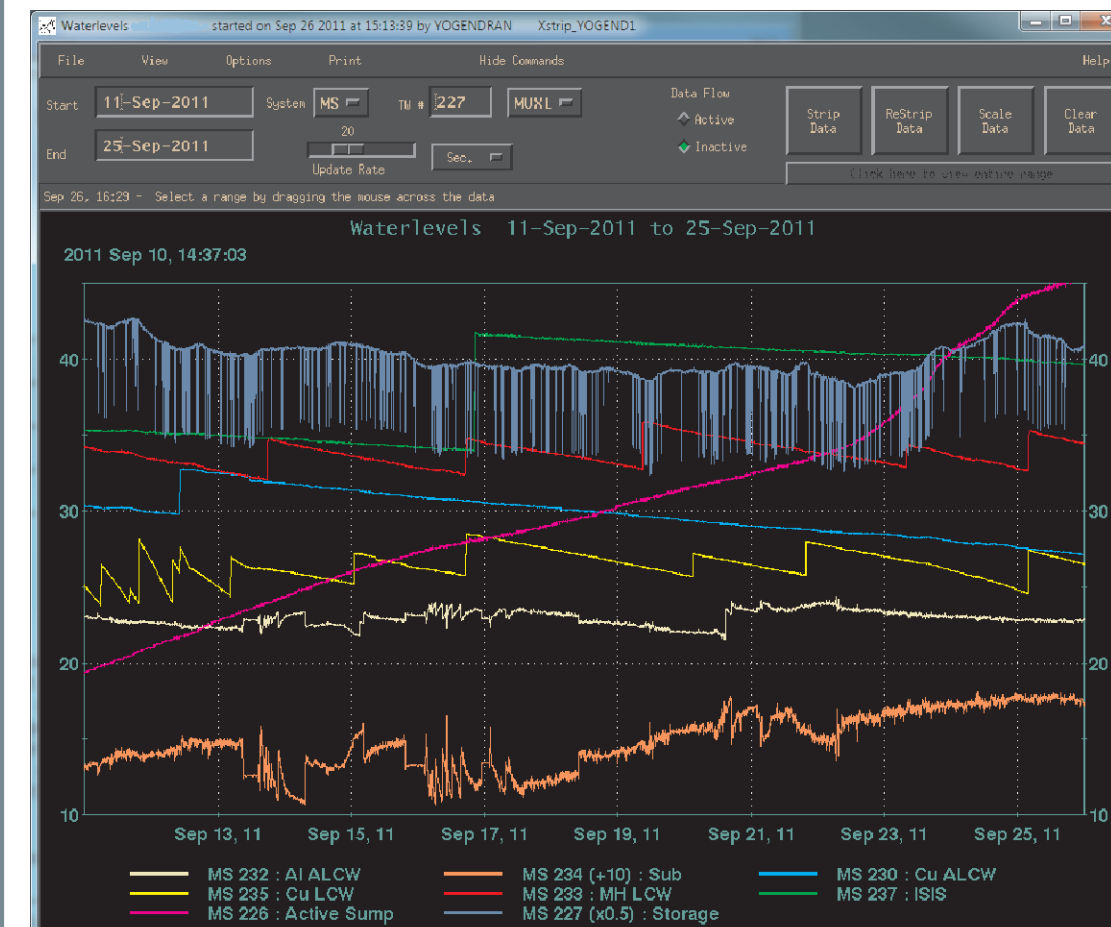 Waterlevels started on Sep 26 2011 at 15:13:39 by YOGENDRAN Xstrip_YOGEND1
File View Options Print Hide Commands Help
Start 11-Sep-2011 System MS TW # 227 MUXL Data Flow
Active
Inactive
Strip Data ReStrip Data Scale Data Clear Data
End 25-Sep-2011 20
Update Rate Sec.
Click here to view entire range
Sep 26, 16:29 - Select a range by dragging the mouse across the data
Waterlevels 11-Sep-2011 to 25-Sep-2011
2011 Sep 10, 14:37:03
40 40
30 30
20 20
10 10
Sep 13, 11 Sep 15, 11 Sep 17, 11 Sep 19, 11 Sep 21, 11 Sep 23, 11 Sep 25, 11
MS 232 : Al ALCW MS 234 (+10) : Sub MS 230 : Cu ALCW
MS 235 : Cu LCW MS 233 : MH LCW MS 237 : ISIS
MS 226 : Active Sump MS 227 (x0.5) : Storage